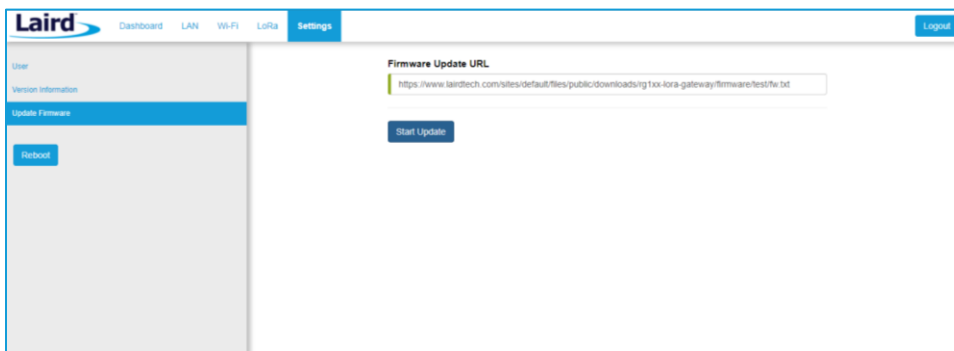 Laird
Dashboard LAN Wi-Fi LoRa Settings Logout
User
Version Information
Update Firmware
Reboot
Firmware Update URL
https://www.lairdtech.com/sites/default/files/public/downloads/rg1xx-lora-gateway/firmware/test/fw.txt
Start Update